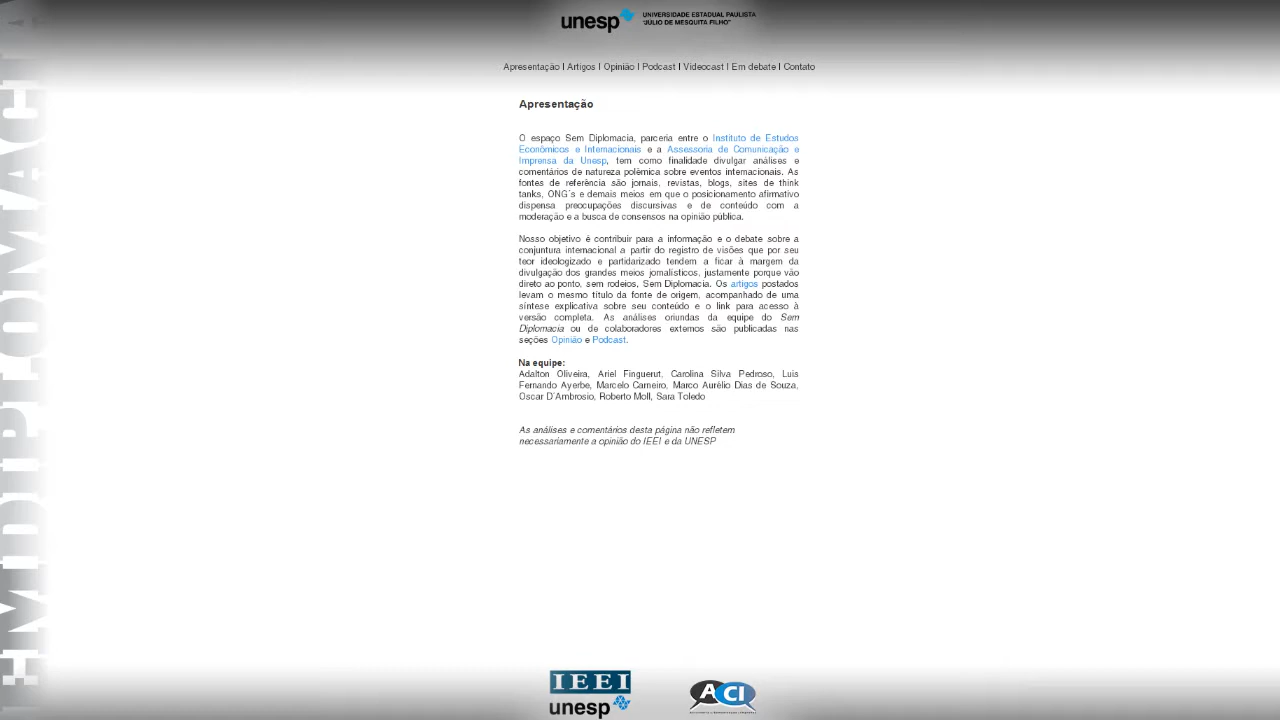 unesp UNIVERSIDADE ESTADUAL PAULISTA
"JÚLIO DE MESQUITA FILHO"
Apresentação | Artigos | Opinião | Podcast | Videocast | Em debate | Contato
Apresentação
O espaço Sem Diplomacia, parceria entre o Instituto de Estudos
Econômicos e Internacionais e a Assessoria de Comunicação e
Imprensa da Unesp, tem como finalidade divulgar análises e
comentários de natureza polêmica sobre eventos internacionais. As
fontes de referência são jornais, revistas, blogs, sites de think
tanks, ONG´s e demais meios em que o posicionamento afirmativo
dispensa preocupações discursivas e de conteúdo com a
moderação e a busca de consensos na opinião pública.
Nosso objetivo é contribuir para a informação e o debate sobre a
conjuntura internacional a partir do registro de visões que por seu
teor ideologizado e partidarizado tendem a ficar à margem da
divulgação dos grandes meios jornalísticos, justamente porque vão
direto ao ponto, sem rodeios, Sem Diplomacia. Os artigos postados
levam o mesmo título da fonte de origem, acompanhado de uma
síntese explicativa sobre seu conteúdo e o link para acesso à
versão completa. As análises oriundas da equipe do Sem
Diplomacia ou de colaboradores externos são publicadas nas
seções Opinião e Podcast.
Na equipe:
Adalton Oliveira, Ariel Finguerut, Carolina Silva Pedroso, Luis
Fernando Ayerbe, Marcelo Carneiro, Marco Aurélio Dias de Souza,
Oscar D´Ambrosio, Roberto Moll, Sara Toledo
As análises e comentários desta página não refletem
necessariamente a opinião do IEEI e da UNESP
IEEI
unesp
ACI